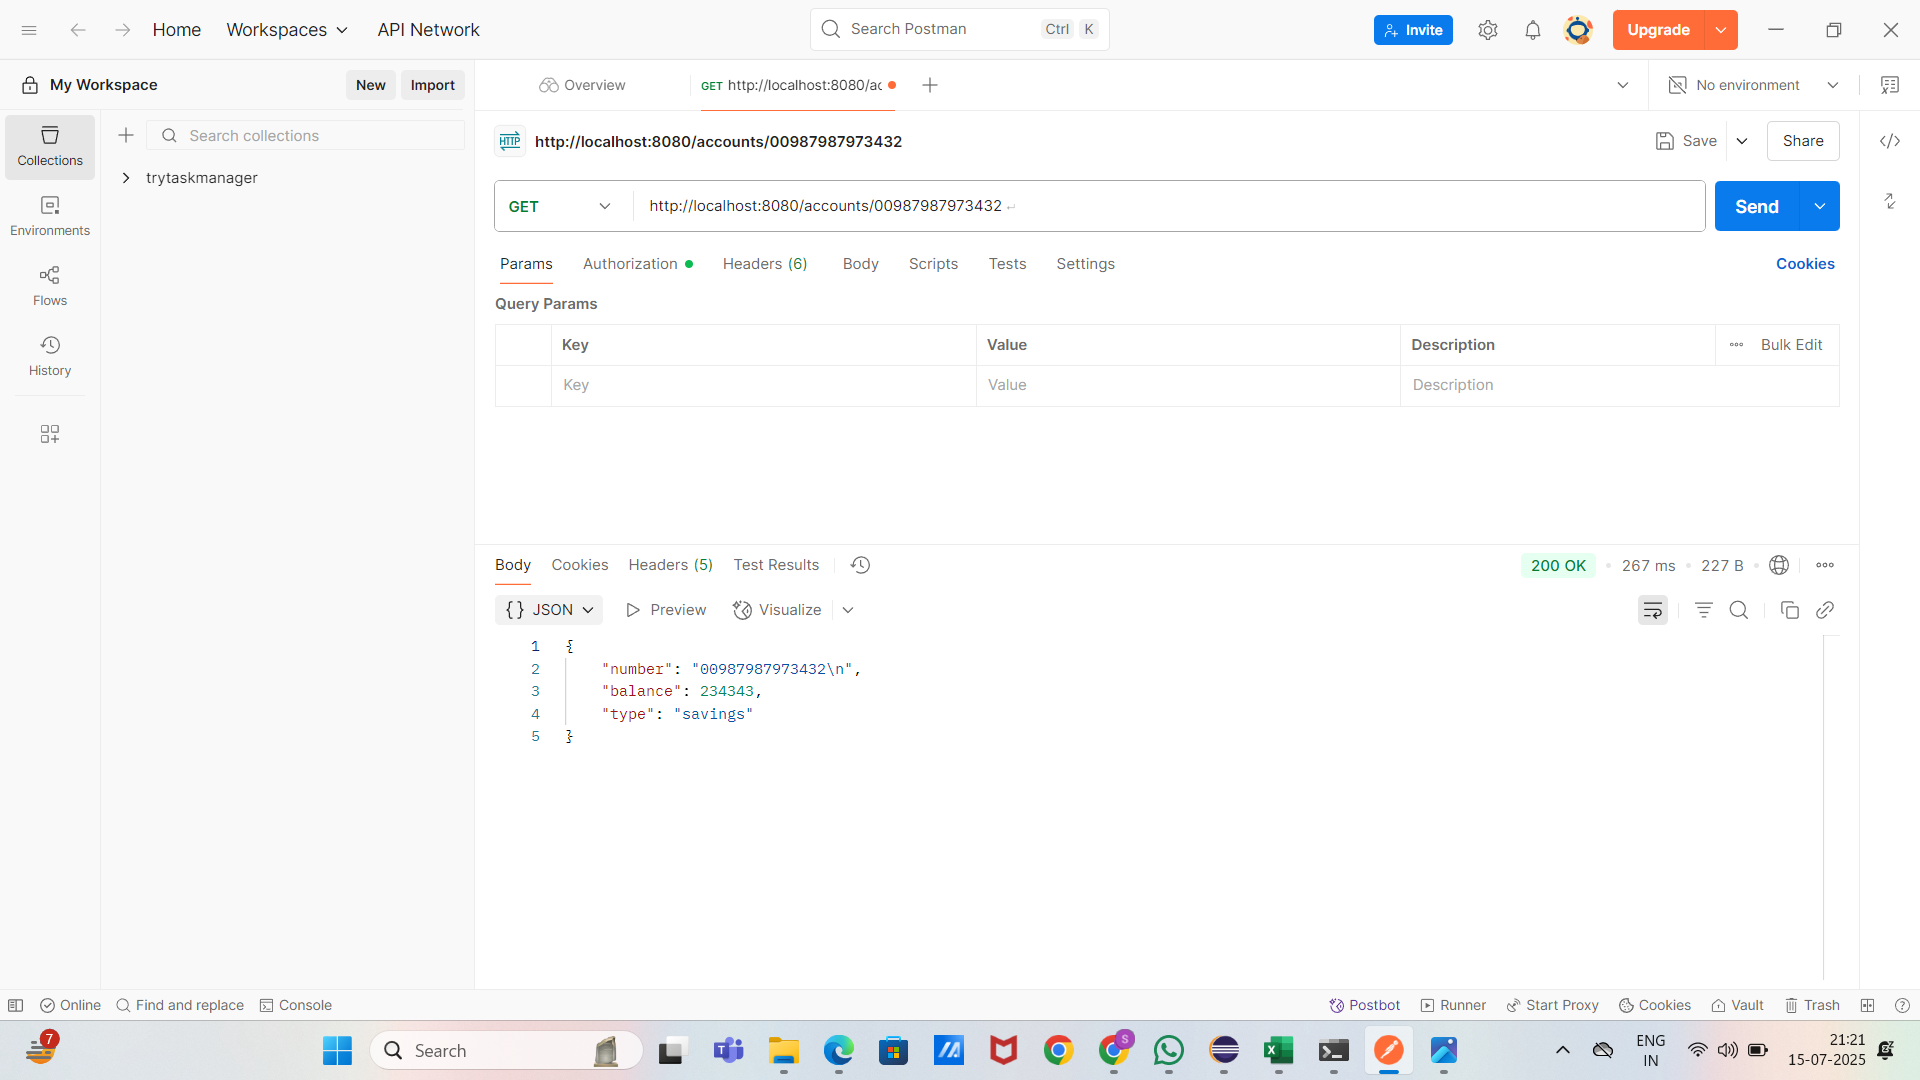 Home Workspaces API Network Search Postman Ctrl K Invite Upgrade
My Workspace New Import Overview GET http://localhost:8080/ac No environment
Search collections HTTP http://localhost:8080/accounts/00987987973432 Save Share
Collections
trytaskmanager
GET http://localhost:8080/accounts/00987987973432 Send
Environments
Params Authorization Headers (6) Body Scripts Tests Settings Cookies
Flows
Query Params
Key Value Description Bulk Edit
History
Key Value Description
Body Cookies Headers (5) Test Results 200 OK 267 ms 227 B
{} JSON Preview Visualize
1 {
2 "number": "00987987973432\n",
3 "balance": 234343,
4 "type": "savings"
5 }
Online Find and replace Console Postbot Runner Start Proxy Cookies Vault Trash
7 Search S ENG IN 21:21
15-07-2025